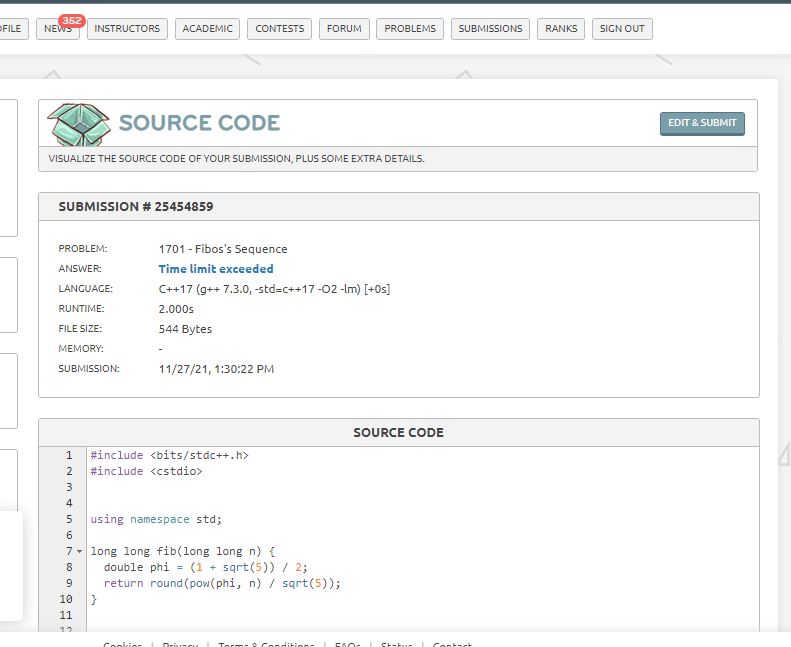 OFILE NEWS 352 INSTRUCTORS ACADEMIC CONTESTS FORUM PROBLEMS SUBMISSIONS RANKS SIGN OUT
SOURCE CODE
EDIT & SUBMIT
VISUALIZE THE SOURCE CODE OF YOUR SUBMISSION, PLUS SOME EXTRA DETAILS.
SUBMISSION # 25454859
PROBLEM: 1701 - Fibos's Sequence
ANSWER: Time limit exceeded
LANGUAGE: C++17 (g++ 7.3.0, -std=c++17 -O2 -lm) [+0s]
RUNTIME: 2.000s
FILE SIZE: 544 Bytes
MEMORY: -
SUBMISSION: 11/27/21, 1:30:22 PM
SOURCE CODE
1 #include <bits/stdc++.h>
2 #include <cstdio>
3
4
5 using namespace std;
6
7 long long fib(long long n) {
8 double phi = (1 + sqrt(5)) / 2;
9 return round(pow(phi, n) / sqrt(5));
10 }
11
12
Cookies | Privacy | Terms & Conditions | FAQs | Status | Contact